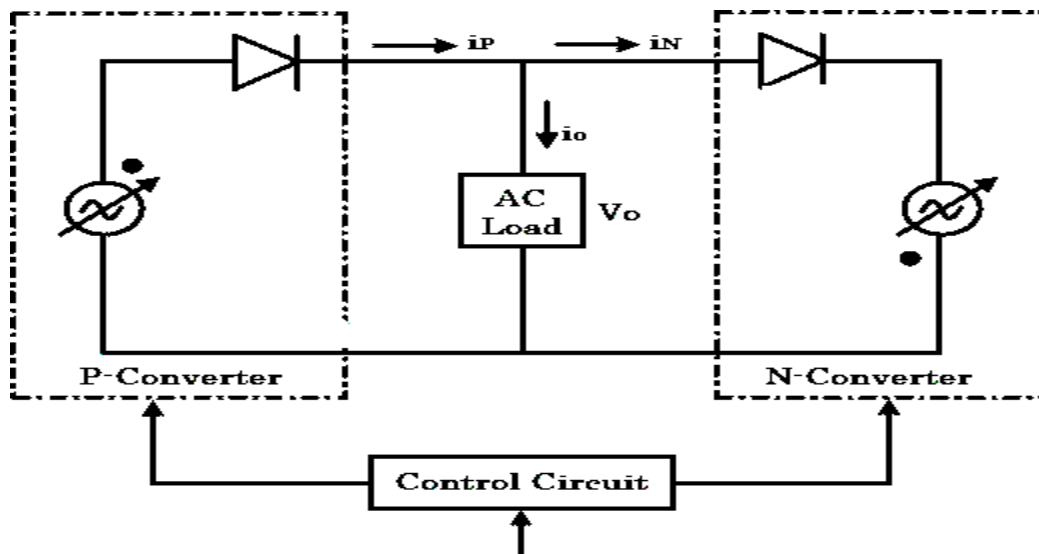 iP
iN
io
AC
Load
Vo
P-Converter
N-Converter
Control Circuit